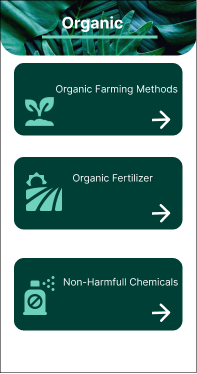 Organic
Organic Farming Methods
Organic Fertilizer
Non-Harmfull Chemicals